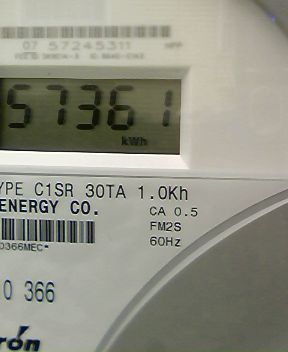 07 57245311
57361
kWh
YPE C1SR 30TA 1.0Kh
ENERGY CO.
CA 0.5
FM2S
60Hz
0366MEC*
0 366
rón